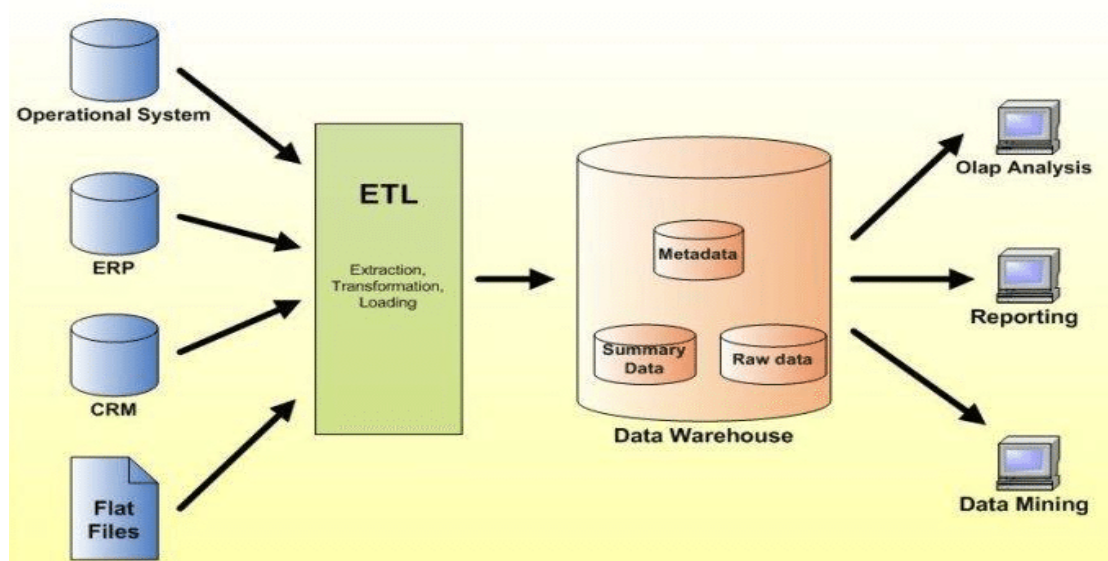 Operational System
ERP
CRM
Flat
Files
ETL
Extraction,
Transformation,
Loading
Metadata
Summary
Data
Raw data
Data Warehouse
Olap Analysis
Reporting
Data Mining